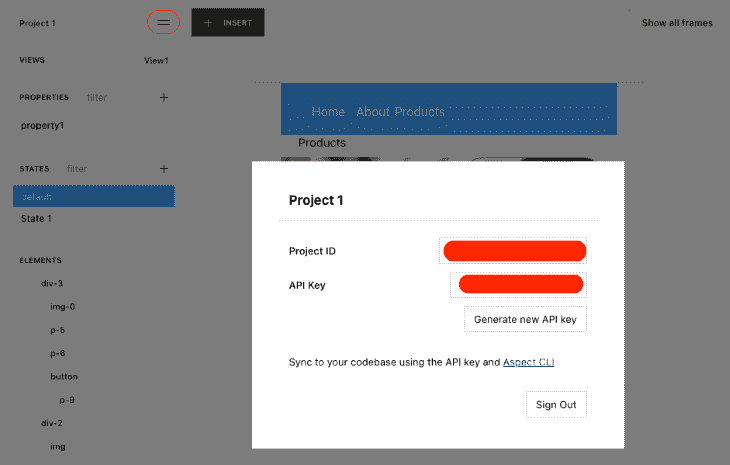 Project 1
+ INSERT
Show all frames
VIEWS View1
PROPERTIES filter +
property1
STATES filter +
default
State 1
ELEMENTS
div-3
img-0
p-5
p-6
button
p-9
div-2
img
Home About Products
Products
Project 1
Project ID
API Key
Generate new API key
Sync to your codebase using the API key and Aspect CLI
Sign Out